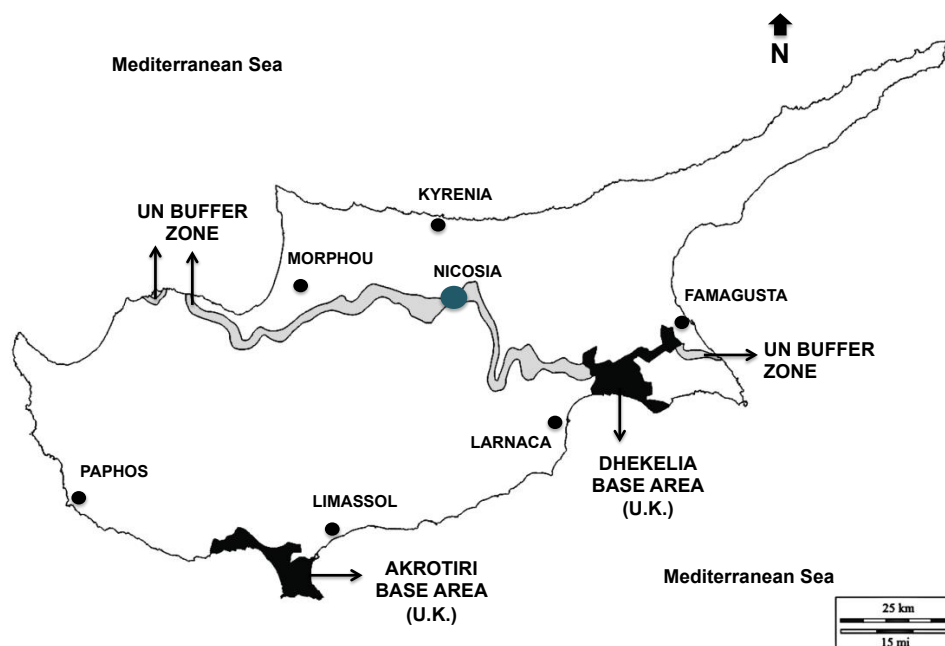 N
Mediterranean Sea
KYRENIA
UN BUFFER
ZONE
MORPHOU
NICOSIA
FAMAGUSTA
UN BUFFER
ZONE
LARNACA
DHEKELIA
BASE AREA
(U.K.)
PAPHOS
LIMASSOL
AKROTIRI
BASE AREA
(U.K.)
Mediterranean Sea
25 km
15 mi